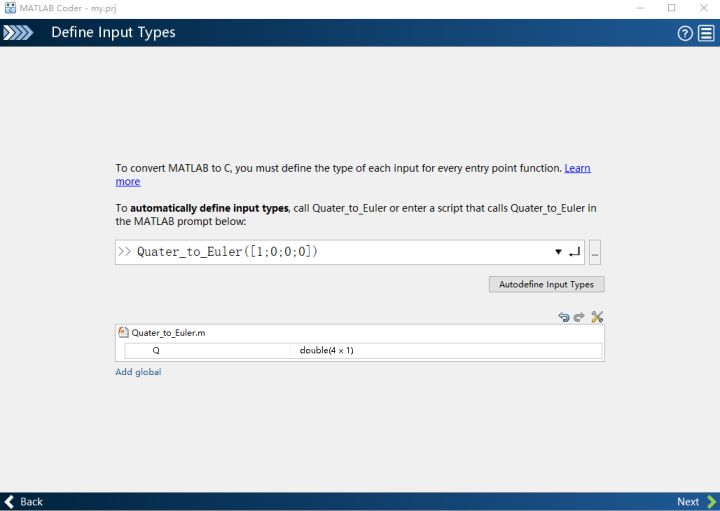 MATLAB Coder - my.prj
Define Input Types
To convert MATLAB to C, you must define the type of each input for every entry point function. Learn
more
To automatically define input types, call Quater_to_Euler or enter a script that calls Quater_to_Euler in
the MATLAB prompt below:
>> Quater_to_Euler([1;0;0;0])
...
Autodefine Input Types
Quater_to_Euler.m
Q double(4 × 1)
Add global
Back Next